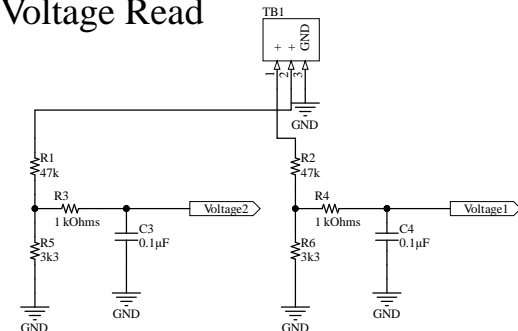 Voltage Read
TB1
+ + GND
1 2 3
GND
R1
47k
R2
47k
R3
1 kOhms
Voltage2
R4
1 kOhms
Voltage1
R5
3k3
C3
0.1µF
R6
3k3
C4
0.1µF
GND
GND
GND
GND